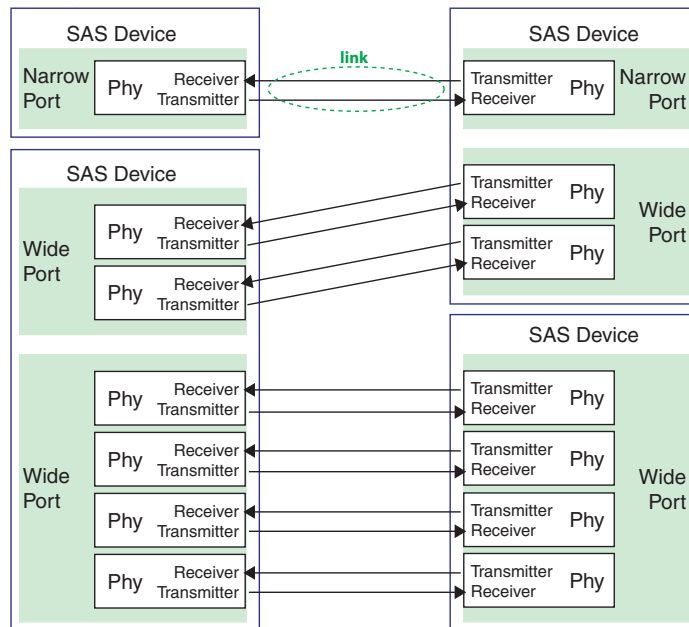 SAS Device
Narrow
Port
Phy
Receiver
Transmitter
link
SAS Device
Transmitter
Receiver
Phy
Narrow
Port
SAS Device
Wide
Port
Phy
Receiver
Transmitter
Phy
Receiver
Transmitter
Transmitter
Receiver
Phy
Transmitter
Receiver
Phy
Wide
Port
Wide
Port
Phy
Receiver
Transmitter
Phy
Receiver
Transmitter
Phy
Receiver
Transmitter
Phy
Receiver
Transmitter
SAS Device
Transmitter
Receiver
Phy
Transmitter
Receiver
Phy
Transmitter
Receiver
Phy
Transmitter
Receiver
Phy
Wide
Port